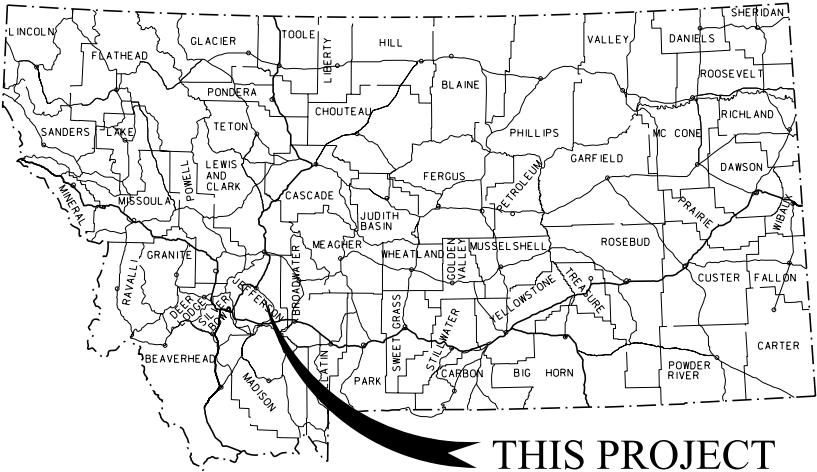 SHERIDAN
LINCOLN
FLATHEAD
GLACIER
TOOLE
LIBERTY
HILL
BLAINE
VALLEY
DANIELS
ROOSEVELT
PONDERA
CHOUTEAU
RICHLAND
SANDERS
LAKE
TETON
PHILLIPS
MC CONE
LEWIS
AND
CLARK
POWELL
CASCADE
FERGUS
PETROLEUM
GARFIELD
DAWSON
MINERAL
MISSOULA
JUDITH
BASIN
PRAIRIE
WIBAUX
GRANITE
RAVALLI
MEAGHER
BROADWATER
WHEATLAND
GOLDEN
VALLEY
MUSSELSHELL
ROSEBUD
CUSTER
FALLON
DEER
LODGE
SILVER
BOW
JEFFERSON
YELLOWSTONE
TREASURE
SWEET GRASS
STILLWATER
BEAVERHEAD
MADISON
ATIN
PARK
CARBON
BIG HORN
POWDER
RIVER
CARTER
THIS PROJECT